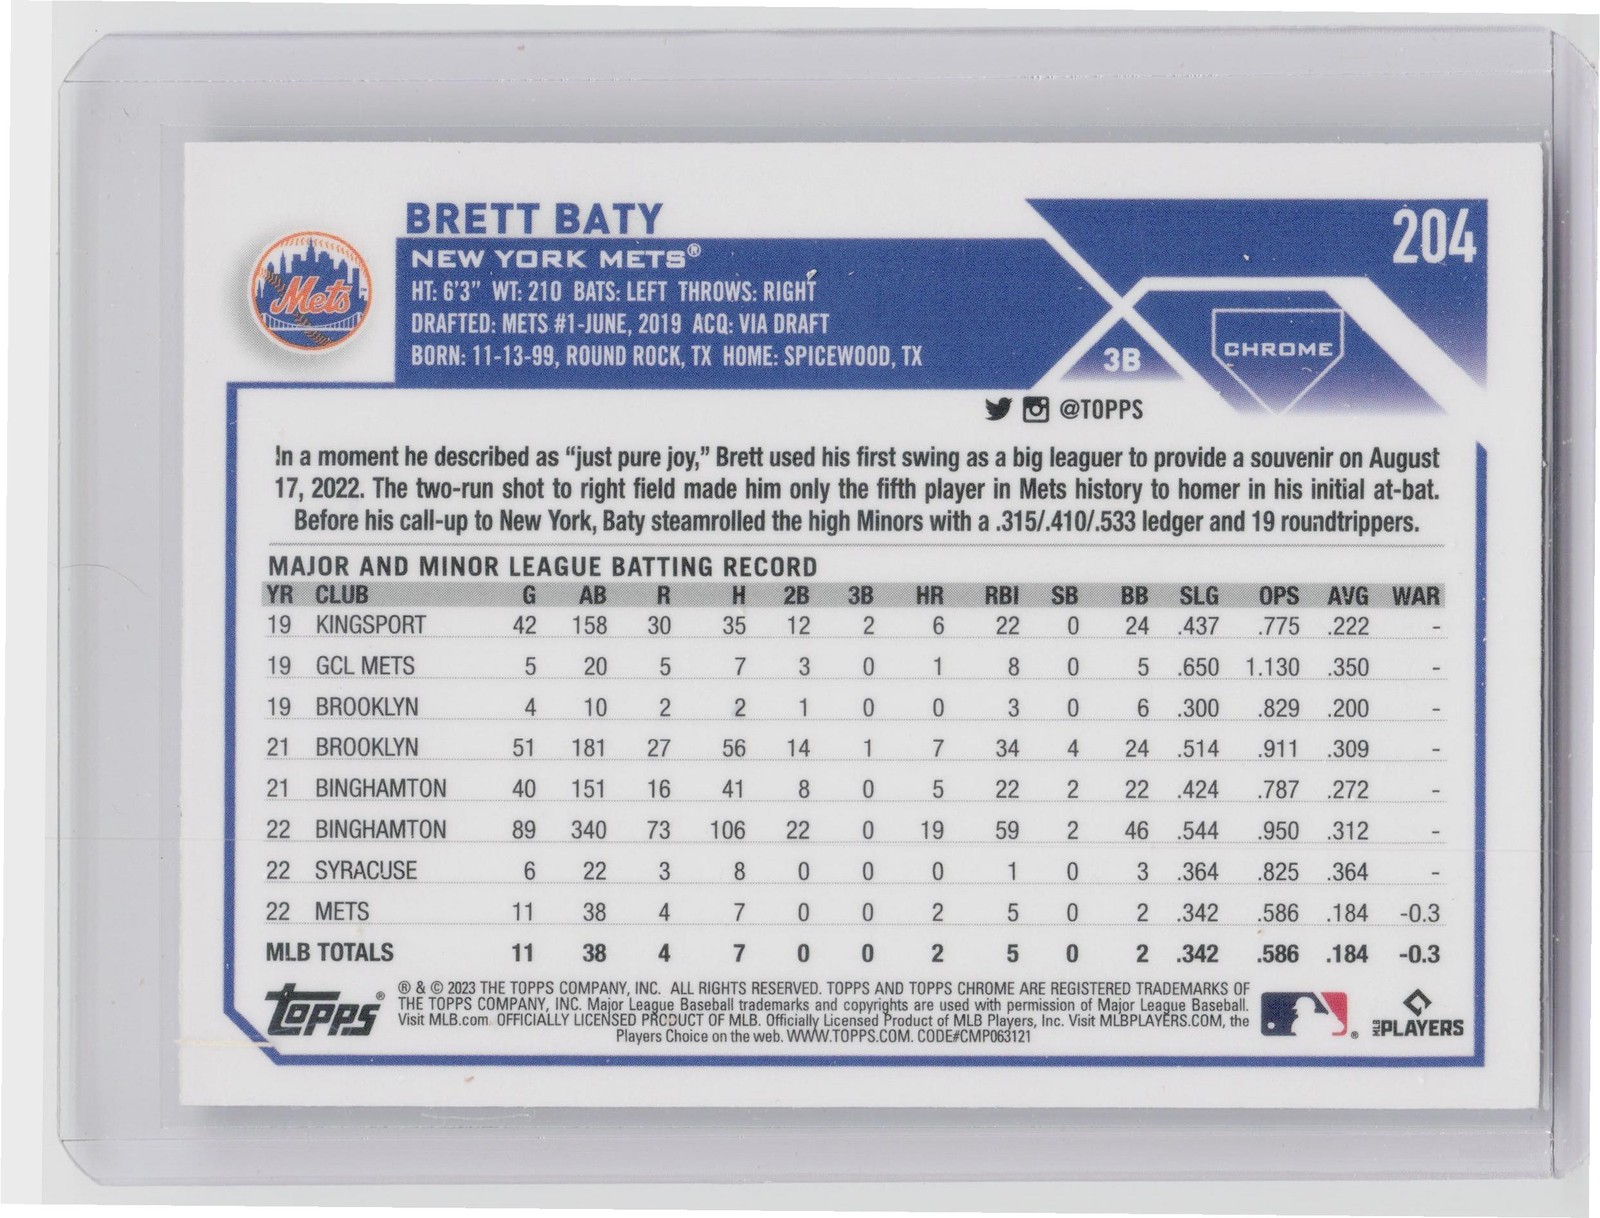 BRETT BATY
204
NEW YORK METS®
Mets
HT: 6'3" WT: 210 BATS: LEFT THROWS: RIGHT
DRAFTED: METS #1-JUNE, 2019 ACQ: VIA DRAFT
BORN: 11-13-99, ROUND ROCK, TX HOME: SPICEWOOD, TX
3B
CHROME
@TOPPS
In a moment he described as “just pure joy,” Brett used his first swing as a big leaguer to provide a souvenir on August
17, 2022. The two-run shot to right field made him only the fifth player in Mets history to homer in his initial at-bat.
Before his call-up to New York, Baty steamrolled the high Minors with a .315/.410/.533 ledger and 19 roundtrippers.
MAJOR AND MINOR LEAGUE BATTING RECORD
YR CLUB G AB R H 2B 3B HR RBI SB BB SLG OPS AVG WAR
19 KINGSPORT 42 158 30 35 12 2 6 22 0 24 .437 .775 .222 -
19 GCL METS 5 20 5 7 3 0 1 8 0 5 .650 1.130 .350 -
19 BROOKLYN 4 10 2 2 1 0 0 3 0 6 .300 .829 .200 -
21 BROOKLYN 51 181 27 56 14 1 7 34 4 24 .514 .911 .309 -
21 BINGHAMTON 40 151 16 41 8 0 5 22 2 22 .424 .787 .272 -
22 BINGHAMTON 89 340 73 106 22 0 19 59 2 46 .544 .950 .312 -
22 SYRACUSE 6 22 3 8 0 0 0 1 0 3 .364 .825 .364 -
22 METS 11 38 4 7 0 0 2 5 0 2 .342 .586 .184 -0.3
MLB TOTALS 11 38 4 7 0 0 2 5 0 2 .342 .586 .184 -0.3
Topps®
® & © 2023 THE TOPPS COMPANY, INC. ALL RIGHTS RESERVED. TOPPS AND TOPPS CHROME ARE REGISTERED TRADEMARKS OF
THE TOPPS COMPANY, INC. Major League Baseball trademarks and copyrights are used with permission of Major League Baseball.
Visit MLB.com. OFFICIALLY LICENSED PRODUCT OF MLB. Officially Licensed Product of MLB Players, Inc. Visit MLBPLAYERS.COM, the
Players Choice on the web. WWW.TOPPS.COM. CODE#CMP063121
®
MLB PLAYERS